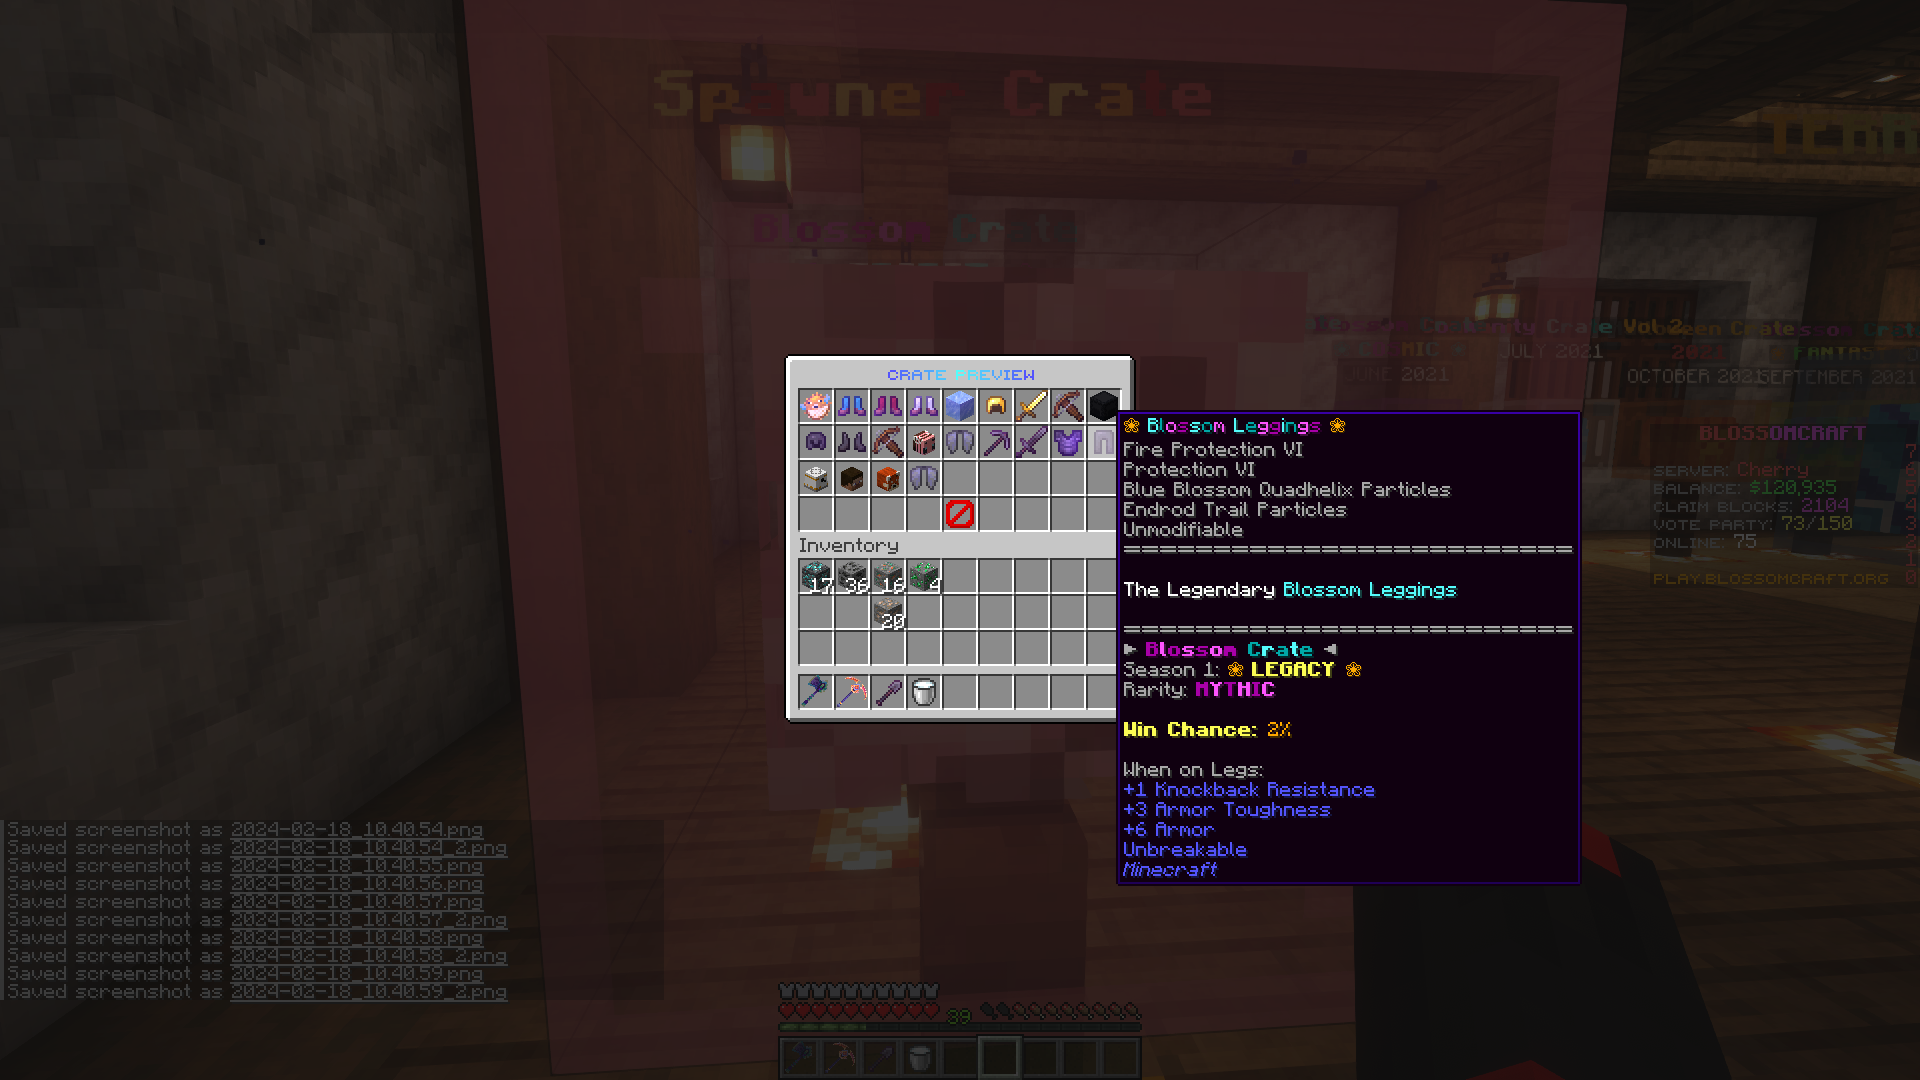 Spawner Crate
Blossom Crate
CRATE PREVIEW
Inventory
17
36
16
4
20
❀ Blossom Leggings ❀
Fire Protection VI
Protection VI
Blue Blossom Quadhelix Particles
Endrod Trail Particles
Unmodifiable
==========================
The Legendary Blossom Leggings
==========================
► Blossom Crate ◄
Season 1: ❀ LEGACY ❀
Rarity: MYTHIC
Win Chance: 2%
When on Legs:
+1 Knockback Resistance
+3 Armor Toughness
+6 Armor
Unbreakable
Minecraft
Crate Vol 2
JULY 2021
JUNE 2021
OCTOBER 2021
SEPTEMBER 2021
BLOSSOMCRAFT
SERVER: Cherry
BALANCE: $120,935
CLAIM BLOCKS: 2104
VOTE PARTY: 73/150
ONLINE: 75
PLAY.BLOSSOMCRAFT.ORG
Saved screenshot as 2024-02-18_10.40.54.png
Saved screenshot as 2024-02-18_10.40.54_2.png
Saved screenshot as 2024-02-18_10.40.55.png
Saved screenshot as 2024-02-18_10.40.56.png
Saved screenshot as 2024-02-18_10.40.57.png
Saved screenshot as 2024-02-18_10.40.57_2.png
Saved screenshot as 2024-02-18_10.40.58.png
Saved screenshot as 2024-02-18_10.40.58_2.png
Saved screenshot as 2024-02-18_10.40.59.png
Saved screenshot as 2024-02-18_10.40.59_2.png
39